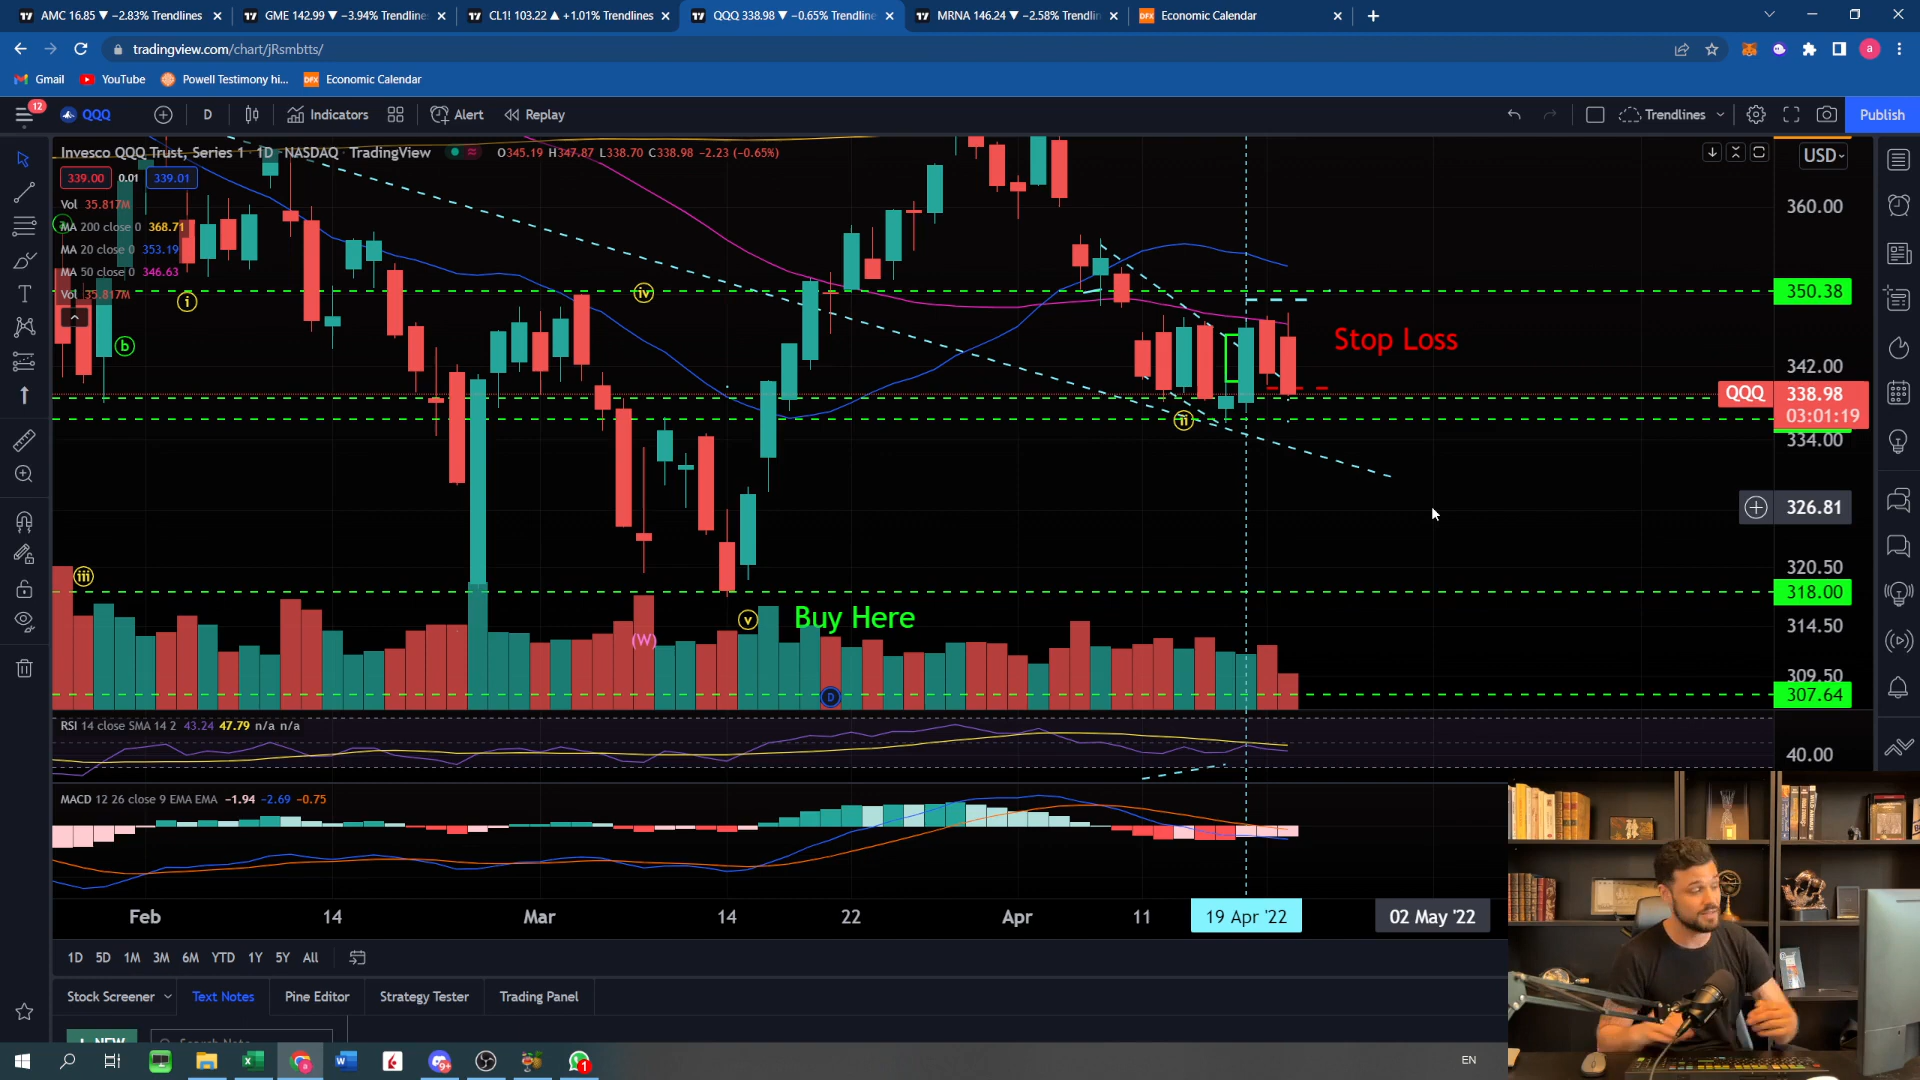 AMC 16.85 ▼ −2.83% Trendlines
GME 142.99 ▼ −3.94% Trendline
CL1! 103.22 ▲ +1.01% Trendlines
QQQ 338.98 ▼ −0.65% Trendline
MRNA 146.24 ▼ −2.58% Trendlin
Economic Calendar
tradingview.com/chart/jRsmbtts/
a
Gmail
YouTube
Powell Testimony hi...
Economic Calendar
12
QQQ
D
Indicators
Alert
Replay
Trendlines
Publish
Invesco QQQ Trust, Series 1 · 1D · NASDAQ · TradingView
O345.19 H347.87 L338.70 C338.98 −2.23 (−0.65%)
USD
339.00 0.01 339.01
Vol 35.817M
MA 200 close 0 368.71
MA 20 close 0 353.19
MA 50 close 0 346.63
Vol 35.817M
360.00
350.38
342.00
QQQ 338.98
03:01:19
334.00
326.81
320.50
318.00
314.50
309.50
307.64
i
iv
b
Stop Loss
ii
iii
v
Buy Here
(W)
D
RSI 14 close SMA 14 2 43.24 47.79 n/a n/a
40.00
MACD 12 26 close 9 EMA EMA −1.94 −2.69 −0.75
Feb
14
Mar
14
22
Apr
11
19 Apr '22
02 May '22
1D 5D 1M 3M 6M YTD 1Y 5Y All
Stock Screener
Text Notes
Pine Editor
Strategy Tester
Trading Panel
EN